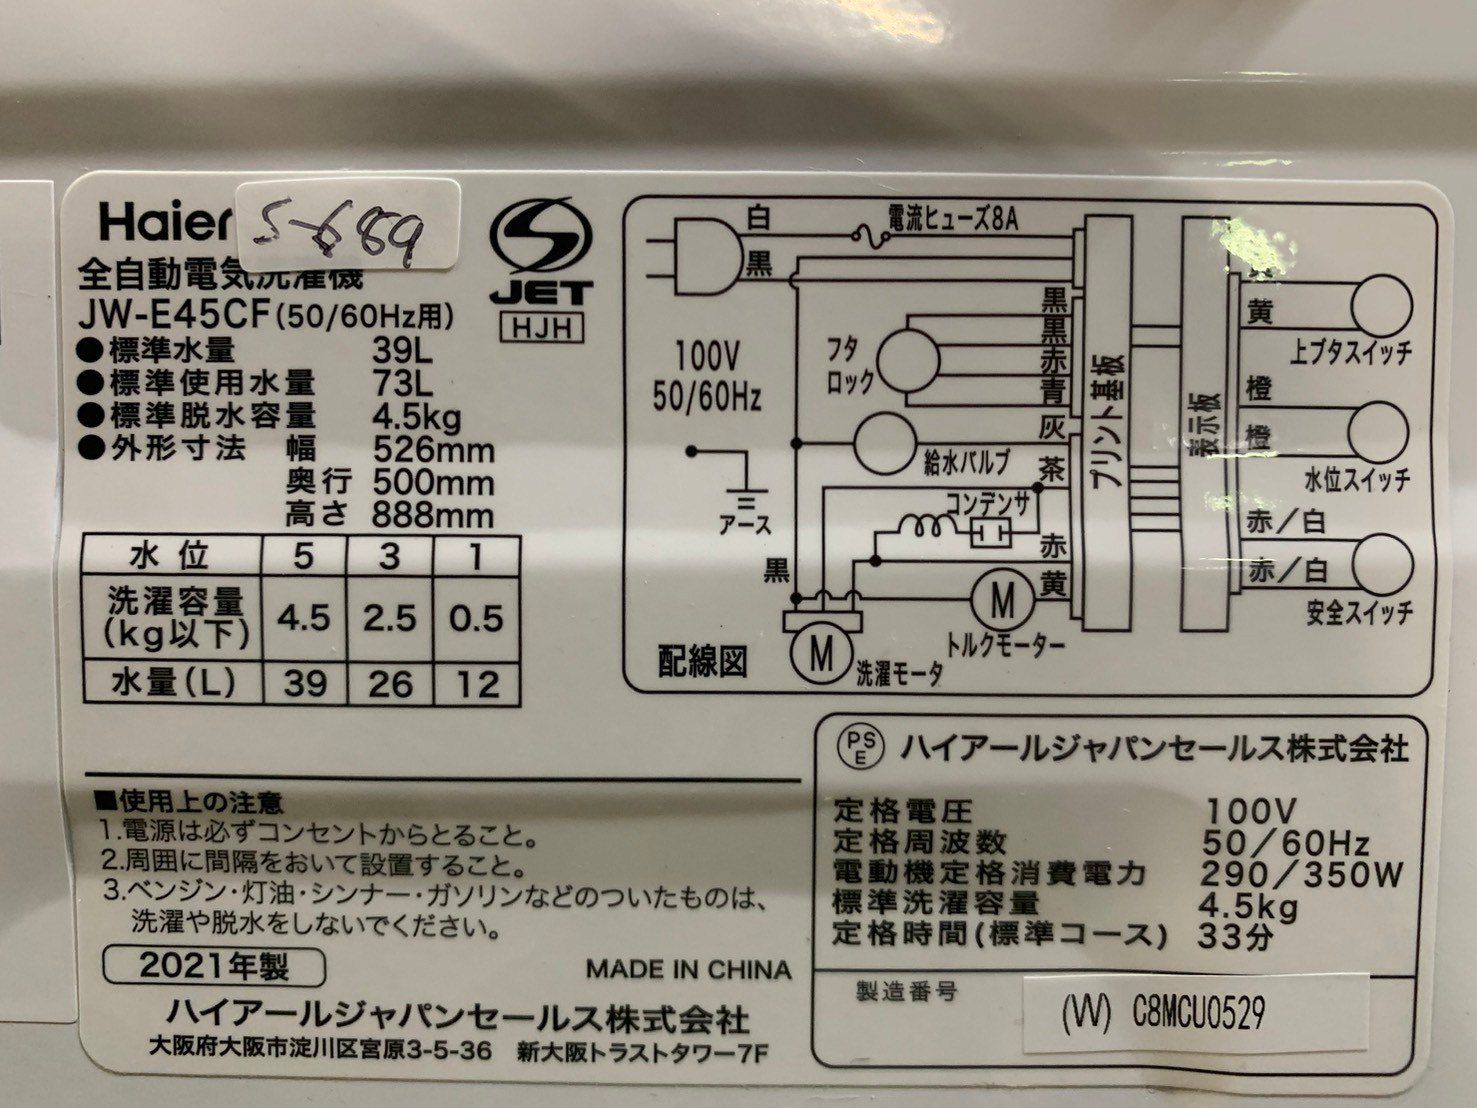 Haier
全自動電気洗濯機
JW-E45CF(50/60Hz用)
●標準水量 39L
●標準使用水量 73L
●標準脱水容量 4.5kg
●外形寸法 幅 526mm
奥行 500mm
高さ 888mm
JET
HJH
水位 5 3 1
洗濯容量(kg以下) 4.5 2.5 0.5
水量(L) 39 26 12
白
黒
電流ヒューズ8A
100V
50/60Hz
アース
フタ
ロック
黒
黒
赤
青
灰
給水バルブ
茶
コンデンサ
赤
黒
黄
M
トルクモーター
M
洗濯モータ
配線図
プリント基板
表示板
黄
上ブタスイッチ
橙
橙
水位スイッチ
赤/白
赤/白
安全スイッチ
■使用上の注意
1.電源は必ずコンセントからとること。
2.周囲に間隔をおいて設置すること。
3.ベンジン・灯油・シンナー・ガソリンなどのついたものは、
洗濯や脱水をしないでください。
2021年製
MADE IN CHINA
ハイアールジャパンセールス株式会社
大阪府大阪市淀川区宮原3-5-36 新大阪トラストタワー7F
PSE ハイアールジャパンセールス株式会社
定格電圧 100V
定格周波数 50/60Hz
電動機定格消費電力 290/350W
標準洗濯容量 4.5kg
定格時間(標準コース) 33分
製造番号 (W) C8MCU0529